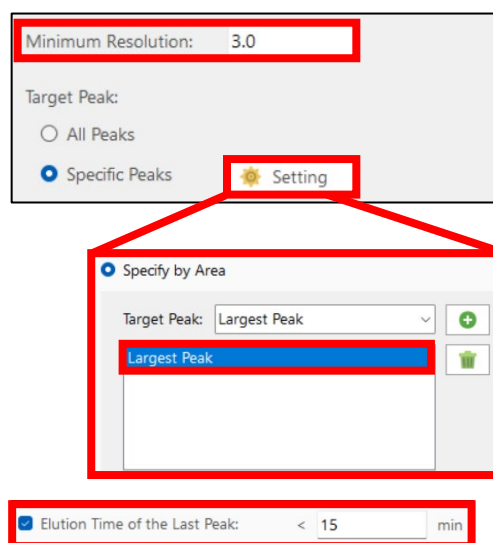 Minimum Resolution: 3.0
Target Peak:
All Peaks
Specific Peaks Setting
Specify by Area
Target Peak: Largest Peak
Largest Peak
Elution Time of the Last Peak: < 15 min